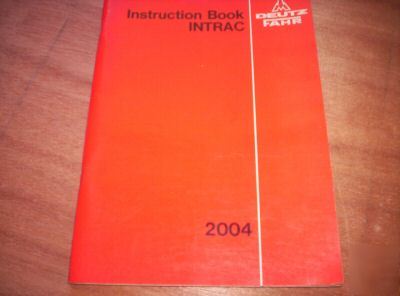 Instruction Book
INTRAC
DEUTZ
FAHR
2004